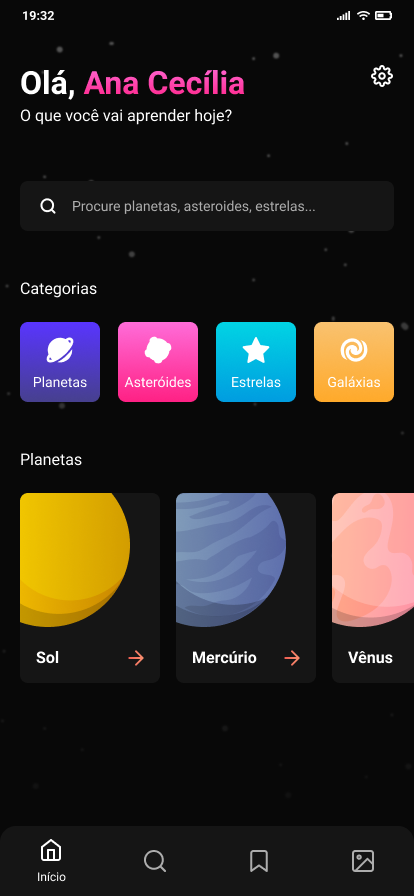 19:32
Olá, Ana Cecília
O que você vai aprender hoje?
Procure planetas, asteroides, estrelas...
Categorias
Planetas
Asteróides
Estrelas
Galáxias
Planetas
Sol
Mercúrio
Vênus
Início